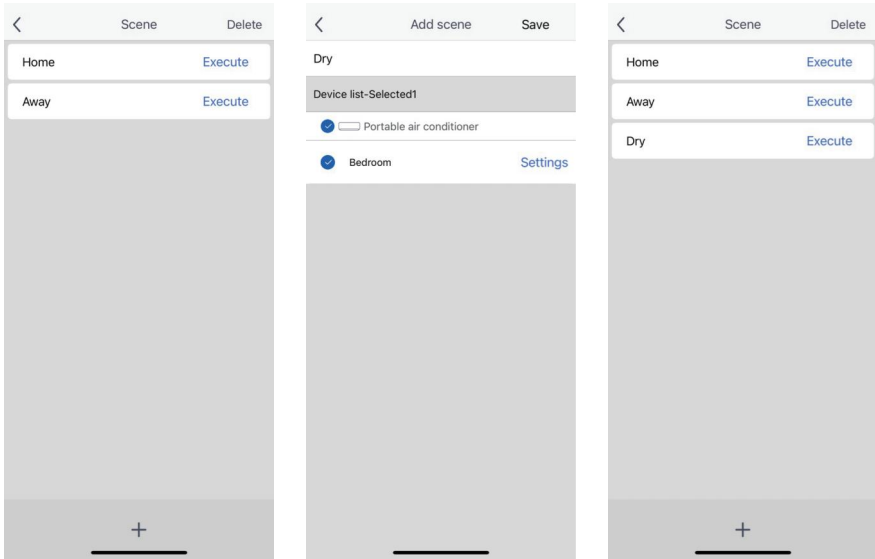 Scene Delete
Home Execute
Away Execute
+
Add scene Save
Dry
Device list-Selected1
Portable air conditioner
Bedroom Settings
Scene Delete
Home Execute
Away Execute
Dry Execute
+